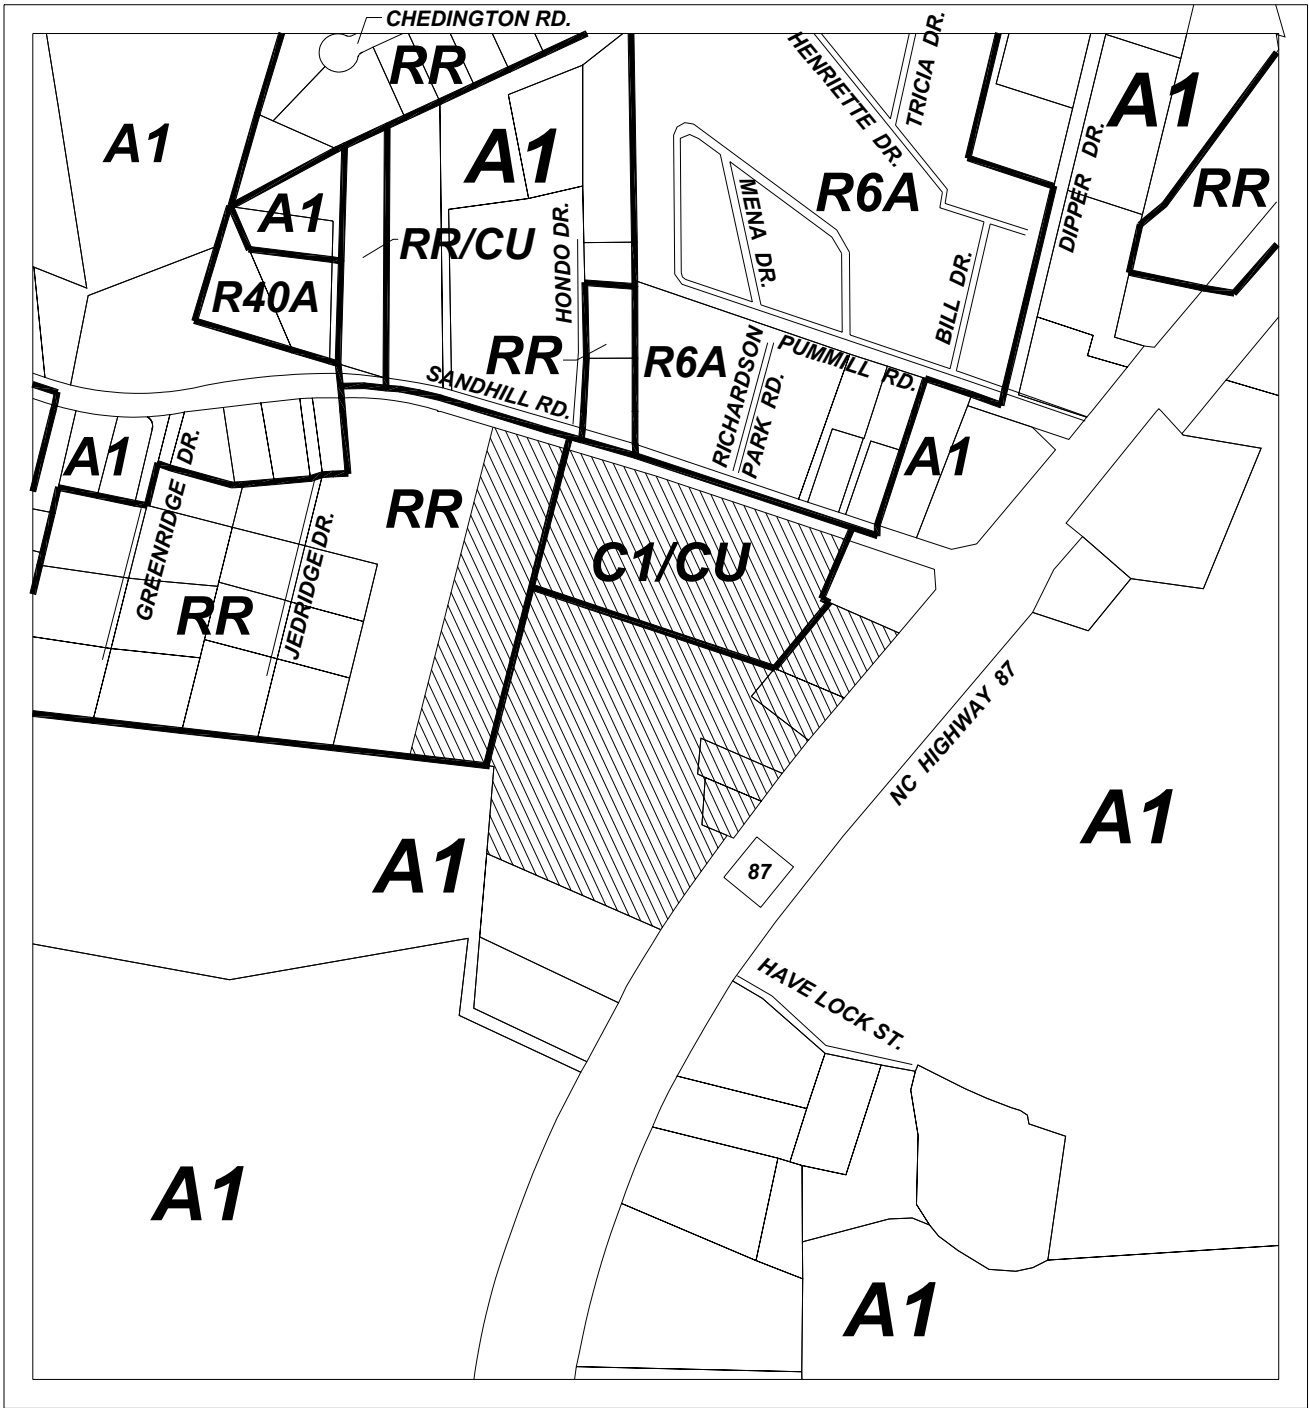 CHEDINGTON RD.
RR
HENRIETTE DR.
TRICIA DR.
A1
A1
A1
RR
A1
RR/CU
R40A
HONDO DR.
MENA DR.
R6A
BILL DR.
DIPPER DR.
RR
R6A
RICHARDSON
PARK RD.
PUMMILL RD.
SANDHILL RD.
A1
GREENRIDGE DR.
A1
RR
JEDRIDGE DR.
RR
C1/CU
NC HIGHWAY 87
A1
A1
87
HAVE LOCK ST.
A1
A1